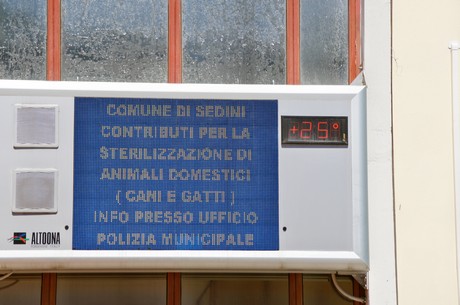 COMUNE DI SEDINI
CONTRIBUTI PER LA
STERILIZZAZIONE DI
ANIMALI DOMESTICI
( CANI E GATTI )
INFO PRESSO UFFICIO
POLIZIA MUNICIPALE
+25°
ALTOONA